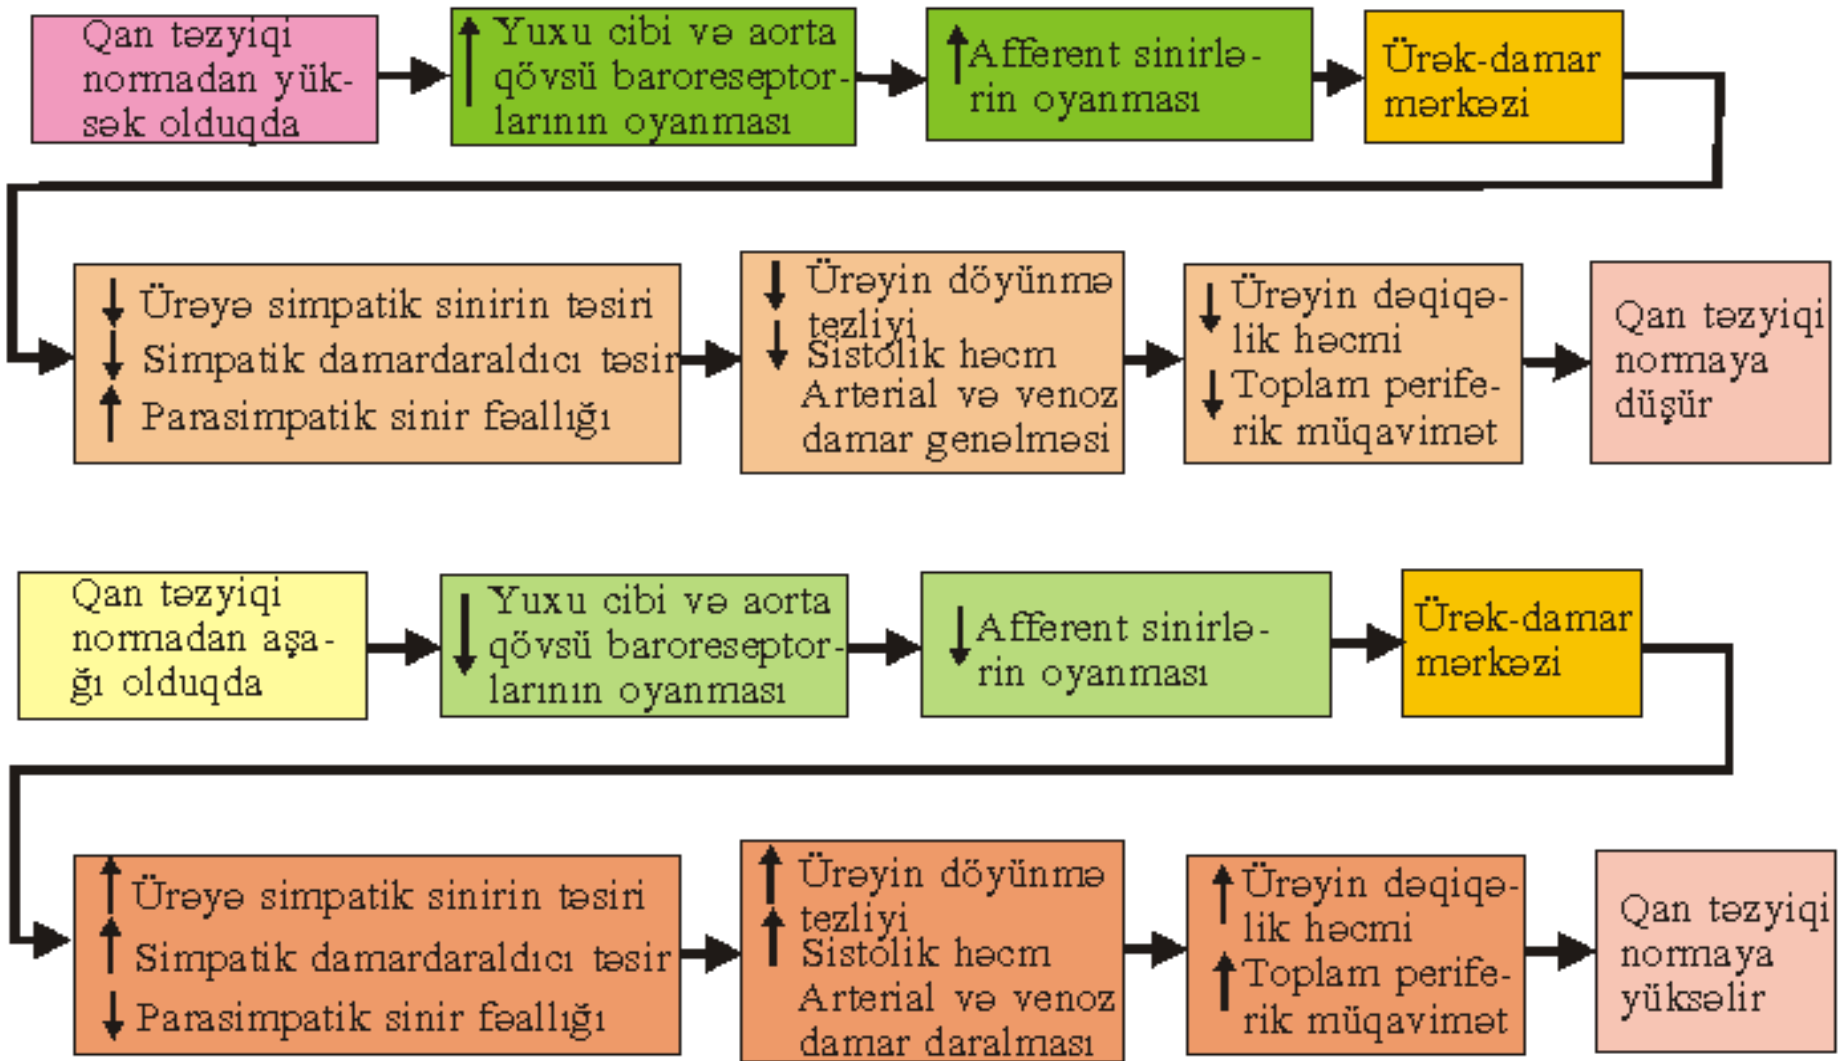 Qan təzyiqi
normadan yük-
sək olduqda
Yuxu cibi və aorta
qövsü baroreseptor-
larının oyanması
Afferent sinirlə-
rin oyanması
Ürək-damar
mərkəzi
Ürəyə simpatik sinirin təsiri
Simpatik damardaraldıcı təsir
Parasimpatik sinir fəallığı
Ürəyin döyünmə
tezliyi
Sistolik həcm
Arterial və venoz
damar genəlməsi
Ürəyin dəqiqə-
lik həcmi
Toplam perife-
rik müqavimət
Qan təzyiqi
normaya
düşür
Qan təzyiqi
normadan aşa-
ğı olduqda
Yuxu cibi və aorta
qövsü baroreseptor-
larının oyanması
Afferent sinirlə-
rin oyanması
Ürək-damar
mərkəzi
Ürəyə simpatik sinirin təsiri
Simpatik damardaraldıcı təsir
Parasimpatik sinir fəallığı
Ürəyin döyünmə
tezliyi
Sistolik həcm
Arterial və venoz
damar daralması
Ürəyin dəqiqə-
lik həcmi
Toplam perife-
rik müqavimət
Qan təzyiqi
normaya
yüksəlir